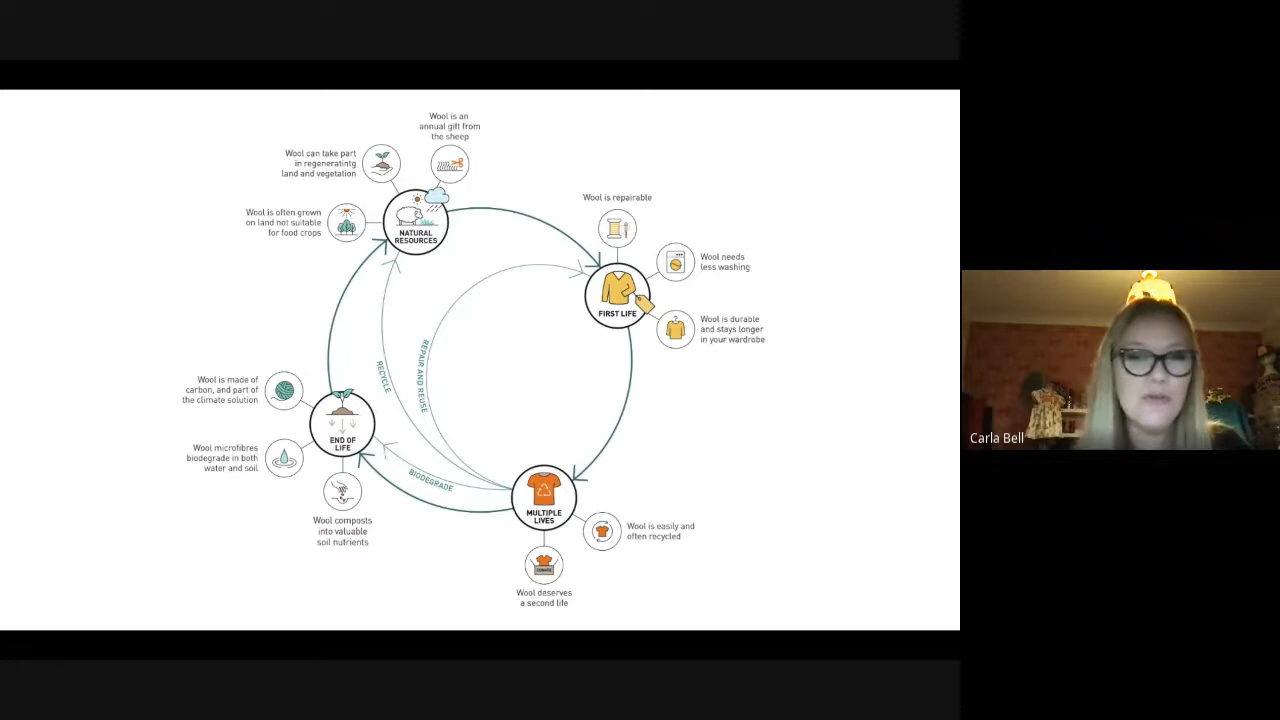 Wool is an
annual gift from
the sheep
Wool can take part
in regeneratintg
land and vegetation
Wool is often grown
on land not suitable
for food crops
NATURAL
RESOURCES
Wool is repairable
Wool needs
less washing
FIRST LIFE
Wool is durable
and stays longer
in your wardrobe
REPAIR AND REUSE
RECYCLE
Wool is made of
carbon, and part of
the climate solution
END OF
LIFE
Wool microfibres
biodegrade in both
water and soil
BIODEGRADE
Wool composts
into valuable
soil nutrients
MULTIPLE
LIVES
Wool is easily and
often recycled
Wool deserves
a second life
Carla Bell